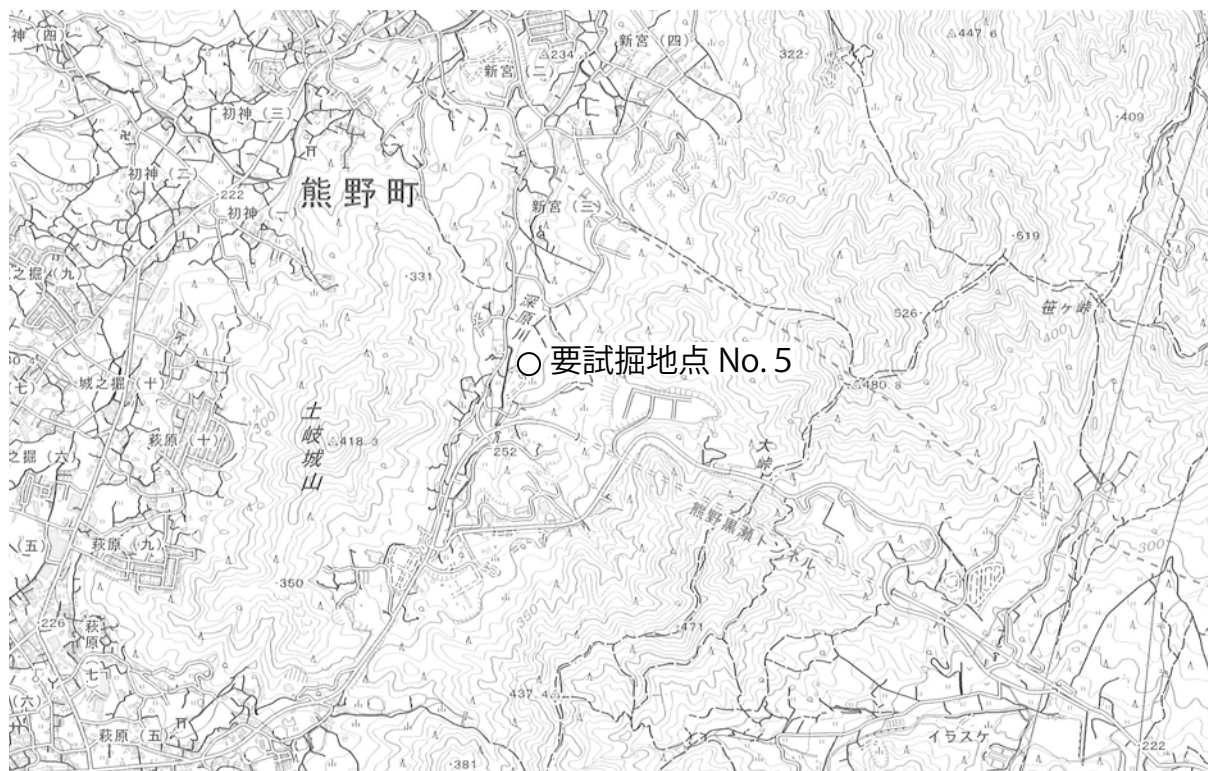 神（四）
新宮（四）
△447.6
△234.
322
新宮（二）
初神（三）
・409
卍
初神（二）
・222
熊野町
350
初神（一）
新宮（三）
・519
・331
之掘（九）
深原川
笹ヶ峠
526・
○ 要試掘地点 No. 5
七）
城之掘（十）
△480.8
土岐城山
萩原（十）
△418.3
之掘（六）
252
大峠
熊野黒瀬トンネル
五）
萩原（九）
300
・350
・226
萩原（七）
350
・471
437.4△
（六）
萩原（五）
イラスケ
・222
・381